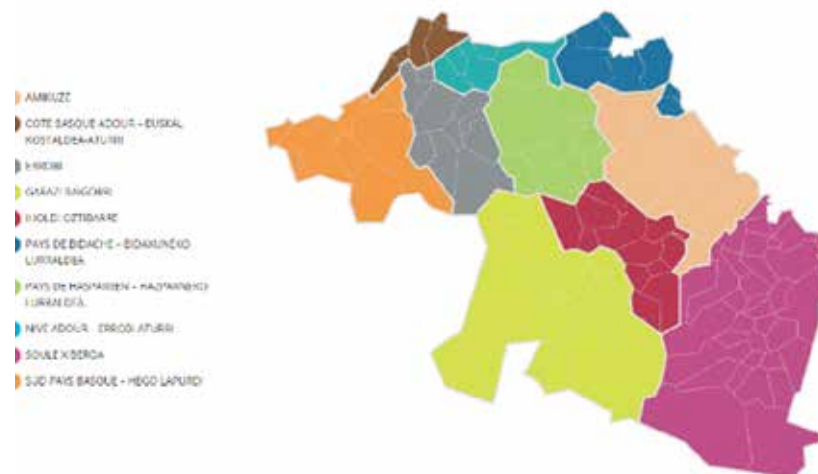 AMIKUZE
COTE BASQUE ADOUR - EUSKAL
KOSTALDEA-ATURRI
ERROBI
GARAZI BAIGORRI
IHOLDI OZTIBARRE
PAYS DE BIDACHE - BIDAXUNEKO
LURRALDEA
PAYS DE HASPARREN - HAZPARNEKO
LURRALDEA
NIVE ADOUR - ERROBI ATURRI
SOULE XIBEROA
SUD PAYS BASQUE - HEGO LAPURDI